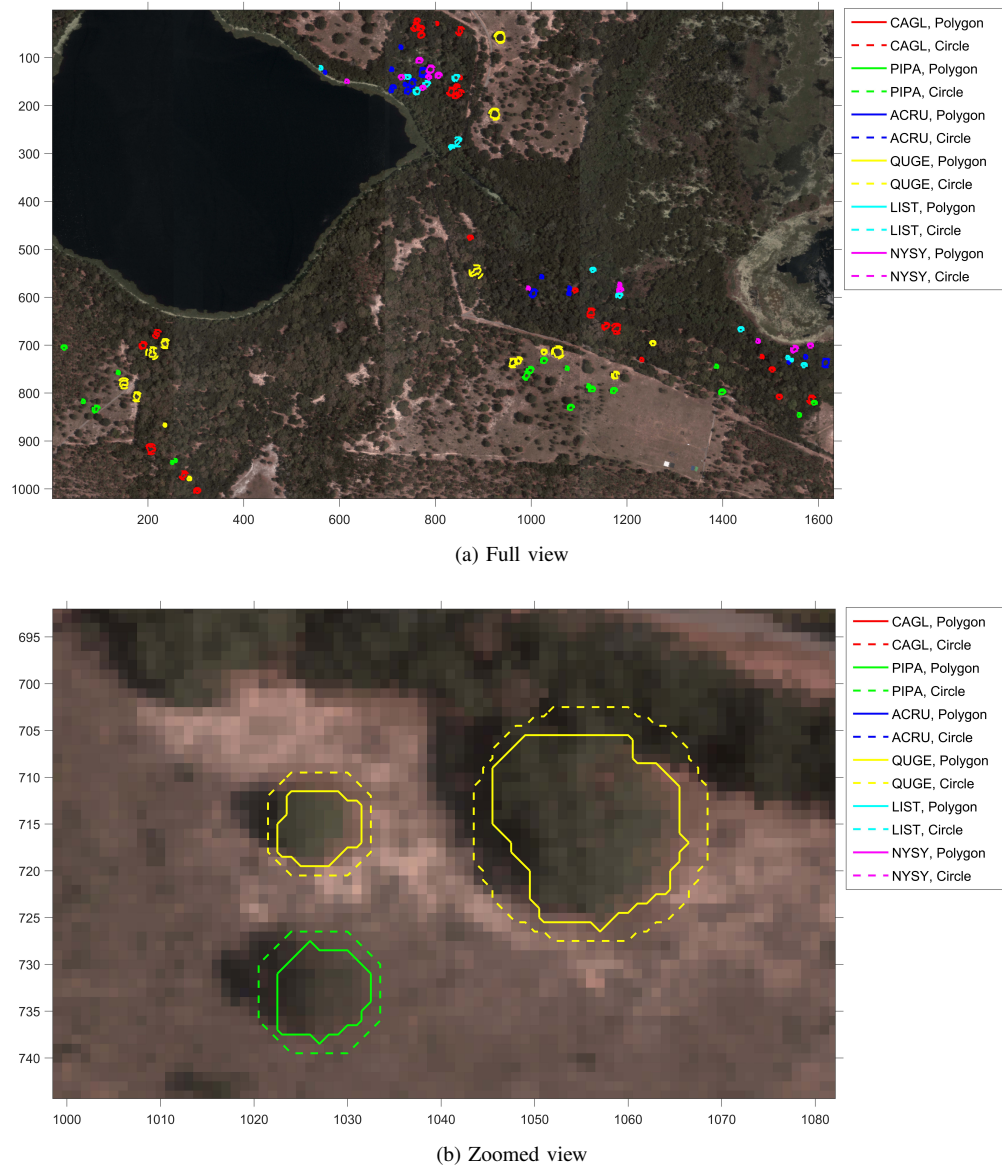 100
200
300
400
500
600
700
800
900
1000
200
400
600
800
1000
1200
1400
1600
CAGL, Polygon
CAGL, Circle
PIPA, Polygon
PIPA, Circle
ACRU, Polygon
ACRU, Circle
QUGE, Polygon
QUGE, Circle
LIST, Polygon
LIST, Circle
NYSY, Polygon
NYSY, Circle
(a) Full view
695
700
705
710
715
720
725
730
735
740
1000
1010
1020
1030
1040
1050
1060
1070
1080
CAGL, Polygon
CAGL, Circle
PIPA, Polygon
PIPA, Circle
ACRU, Polygon
ACRU, Circle
QUGE, Polygon
QUGE, Circle
LIST, Polygon
LIST, Circle
NYSY, Polygon
NYSY, Circle
(b) Zoomed view